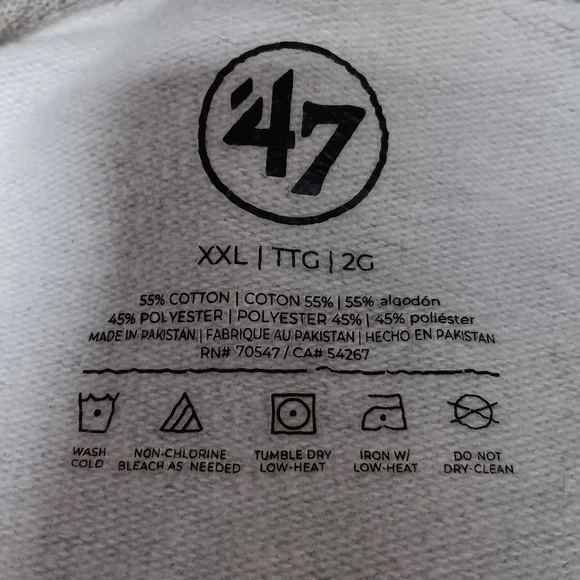 '47
XXL | TTG | 2G
55% COTTON | COTON 55% | 55% algodón
45% POLYESTER | POLYESTER 45% | 45% poliéster
MADE IN PAKISTAN | FABRIQUE AU PAKISTAN | HECHO EN PAKISTAN
RN# 70547 / CA# 54267
WASH COLD
NON-CHLORINE BLEACH AS NEEDED
TUMBLE DRY LOW-HEAT
IRON W/ LOW-HEAT
DO NOT DRY-CLEAN